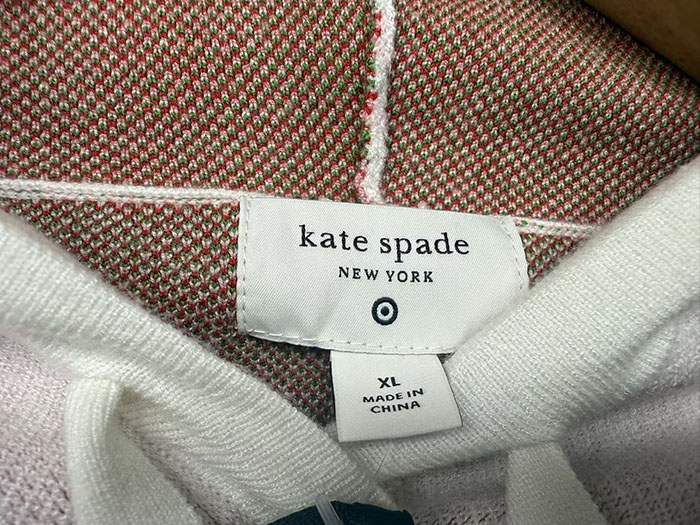 kate spade
NEW YORK
XL
MADE IN
CHINA